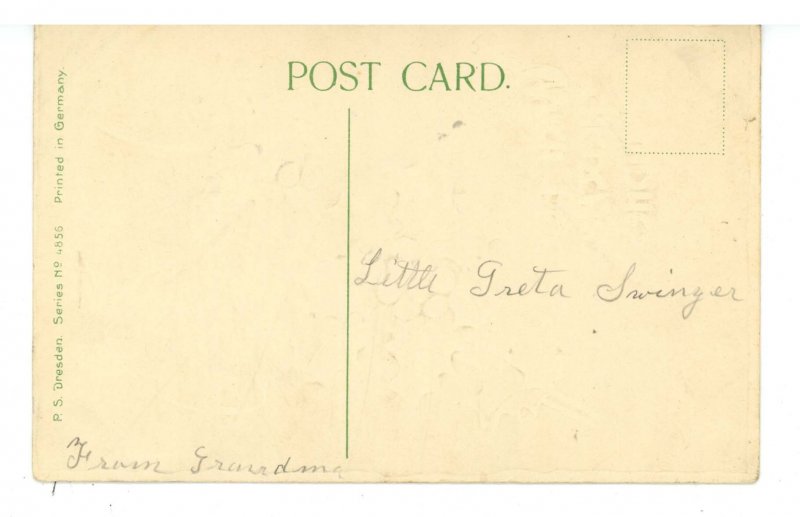 POST CARD.
P. S. Dresden. Series No 4856 Printed in Germany.
Little Greta Swinger
From Grandma